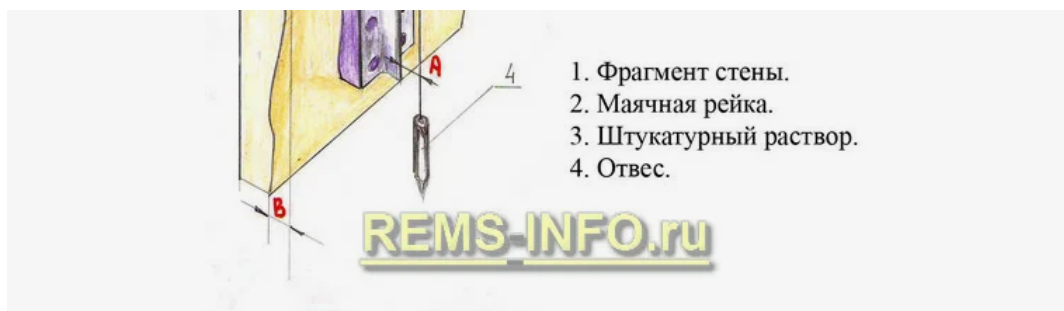 A
4
B
1. Фрагмент стены.
2. Маячная рейка.
3. Штукатурный раствор.
4. Отвес.
REMS-INFO.ru